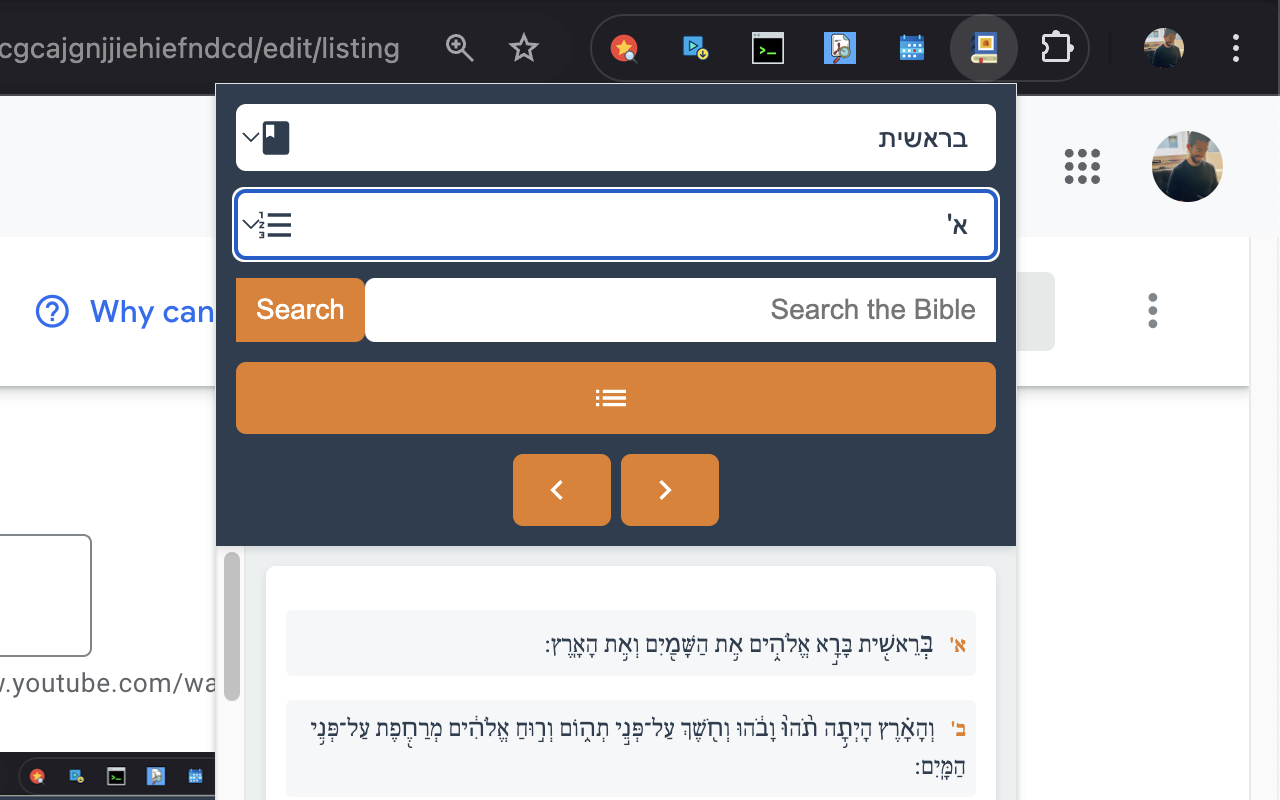 cgcajgnjjiehiefndcd/edit/listing
בראשית
א'
Search
Search the Bible
Why can
א' בְּרֵאשִׁ֖ית בָּרָ֣א אֱלֹהִ֑ים אֵ֥ת הַשָּׁמַ֖יִם וְאֵ֥ת הָאָֽרֶץ׃
.youtube.com/wa
ב' וְהָאָ֗רֶץ הָיְתָ֥ה תֹ֙הוּ֙ וָבֹ֔הוּ וְחֹ֖שֶׁךְ עַל־פְּנֵ֣י תְה֑וֹם וְר֣וּחַ אֱלֹהִ֔ים מְרַחֶ֖פֶת עַל־פְּנֵ֥י
הַמָּֽיִם׃